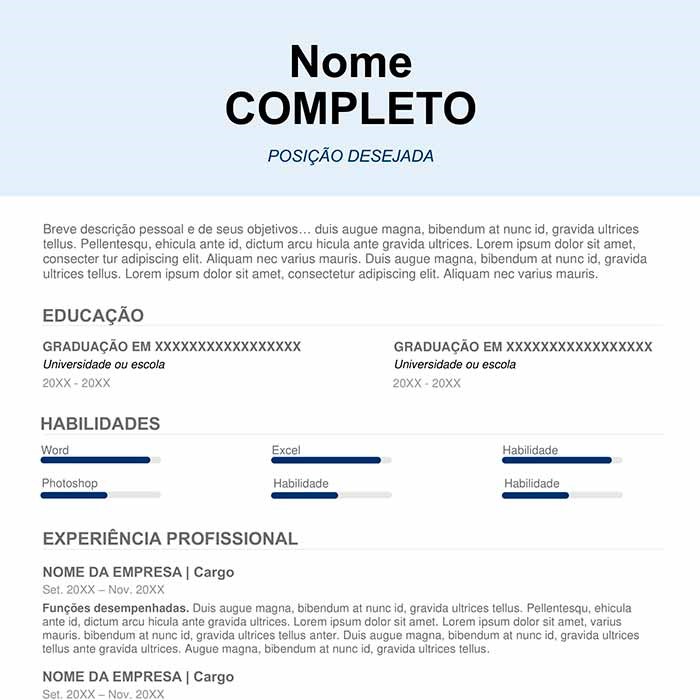 Nome
COMPLETO
POSIÇÃO DESEJADA
Breve descrição pessoal e de seus objetivos… duis augue magna, bibendum at nunc id, gravida ultrices
tellus. Pellentesqu, ehicula ante id, dictum arcu hicula ante gravida ultrices. Lorem ipsum dolor sit amet,
consecter tur adipiscing elit. Aliquam nec varius mauris. Duis augue magna, bibendum at nunc id, gravida
ultrices tellus. Lorem ipsum dolor sit amet, consectetur adipiscing elit. Aliquam nec varius mauris.
EDUCAÇÃO
GRADUAÇÃO EM XXXXXXXXXXXXXXXXX GRADUAÇÃO EM XXXXXXXXXXXXXXXXX
Universidade ou escola Universidade ou escola
20XX - 20XX 20XX - 20XX
HABILIDADES
Word Excel Habilidade
Photoshop Habilidade Habilidade
EXPERIÊNCIA PROFISSIONAL
NOME DA EMPRESA | Cargo
Set. 20XX – Nov. 20XX
Funções desempenhadas. Duis augue magna, bibendum at nunc id, gravida ultrices tellus. Pellentesqu, ehicula
ante id, dictum arcu hicula ante gravida ultrices. Lorem ipsum dolor sit amet. Lorem ipsum dolor sit amet, varius
mauris. bibendum at nunc id, gravida ultrices tellus anter. Duis augue magna, bibendum at nunc id, gravida ultrices
tellus ante gravida ultrices. Lorem ipsum dolor sit amet, varius mauris. gravida ultrices tellus.
NOME DA EMPRESA | Cargo
Set. 20XX – Nov. 20XX